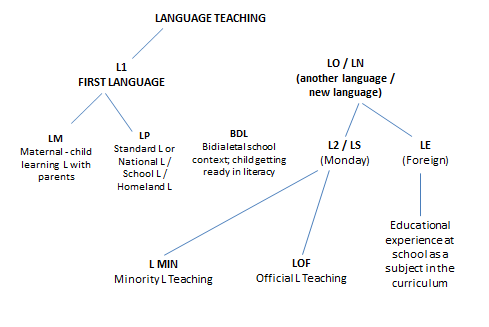 LANGUAGE TEACHING
L1
FIRST LANGUAGE
LO / LN
(another language /
new language)
LM
Maternal - child
learning L with
parents
LP
Standard L or
National L /
School L /
Homeland L
BDL
Bidialetal school
context; child getting
ready in literacy
L2 / LS
(Monday)
LE
(Foreign)
Educational
experience at
school as a
subject in the
curriculum
L MIN
Minority L Teaching
LOF
Official L Teaching